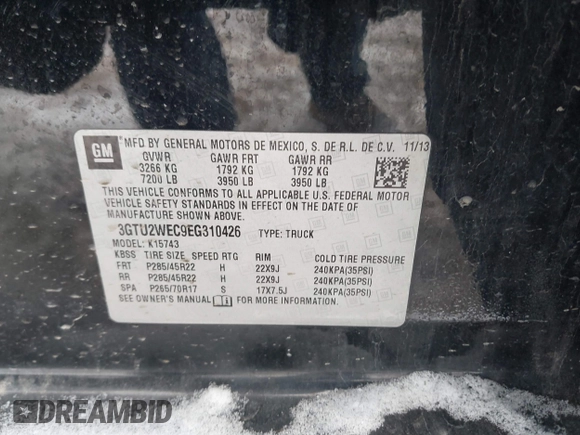 GM
MFD BY GENERAL MOTORS DE MEXICO, S. DE R.L. DE C.V. 11/13
GVWR GAWR FRT GAWR RR
3266 KG 1792 KG 1792 KG
7200 LB 3950 LB 3950 LB
THIS VEHICLE CONFORMS TO ALL APPLICABLE U.S. FEDERAL MOTOR
VEHICLE SAFETY STANDARDS IN EFFECT ON THE DATE OF
MANUFACTURE SHOWN ABOVE.
3GTU2WEC9EG310426 TYPE: TRUCK
MODEL: K15743
KBSS TIRE SIZE SPEED RTG RIM COLD TIRE PRESSURE
FRT P285/45R22 H 22X9J 240KPA(35PSI)
RR P285/45R22 H 22X9J 240KPA(35PSI)
SPA P265/70R17 S 17X7.5J 240KPA(35PSI)
SEE OWNER'S MANUAL FOR MORE INFORMATION.
DREAMBID